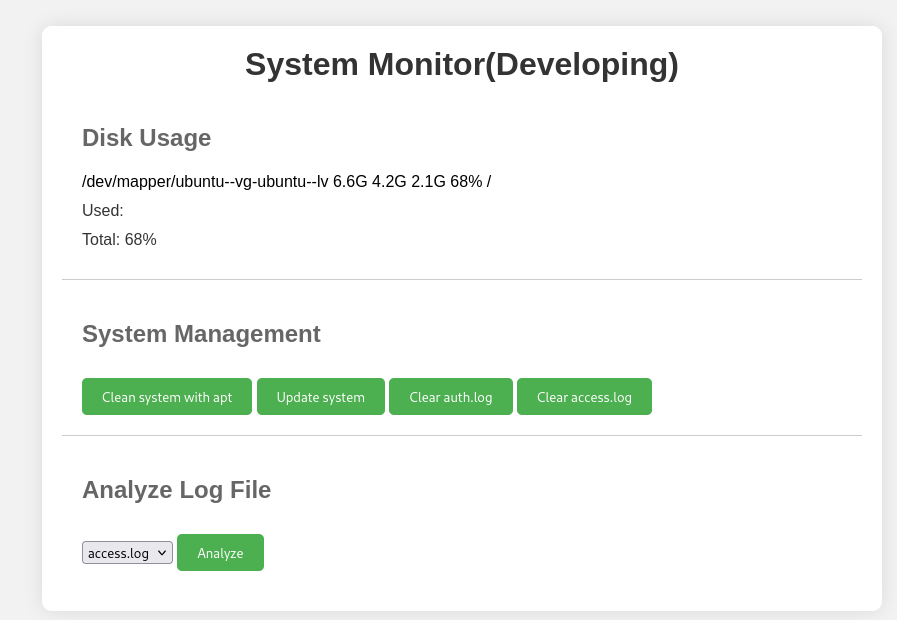 System Monitor(Developing)
Disk Usage
/dev/mapper/ubuntu--vg-ubuntu--lv 6.6G 4.2G 2.1G 68% /
Used:
Total: 68%
System Management
Clean system with apt Update system Clear auth.log Clear access.log
Analyze Log File
access.log Analyze